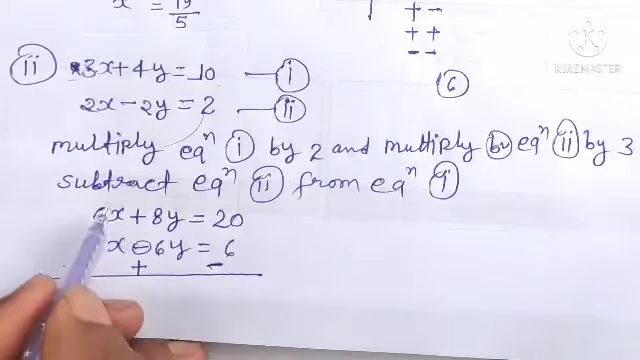 x = 19/5
+ -
+ +
- -
(ii) 3x + 4y = 10 — (i)
2x - 2y = 2 — (ii)
(6)
multiply eqⁿ (i) by 2 and multiply by eqⁿ (ii) by 3
subtract eqⁿ (ii) from eqⁿ (i)
6x + 8y = 20
x - 6y = 6
+ -
KINEMASTER